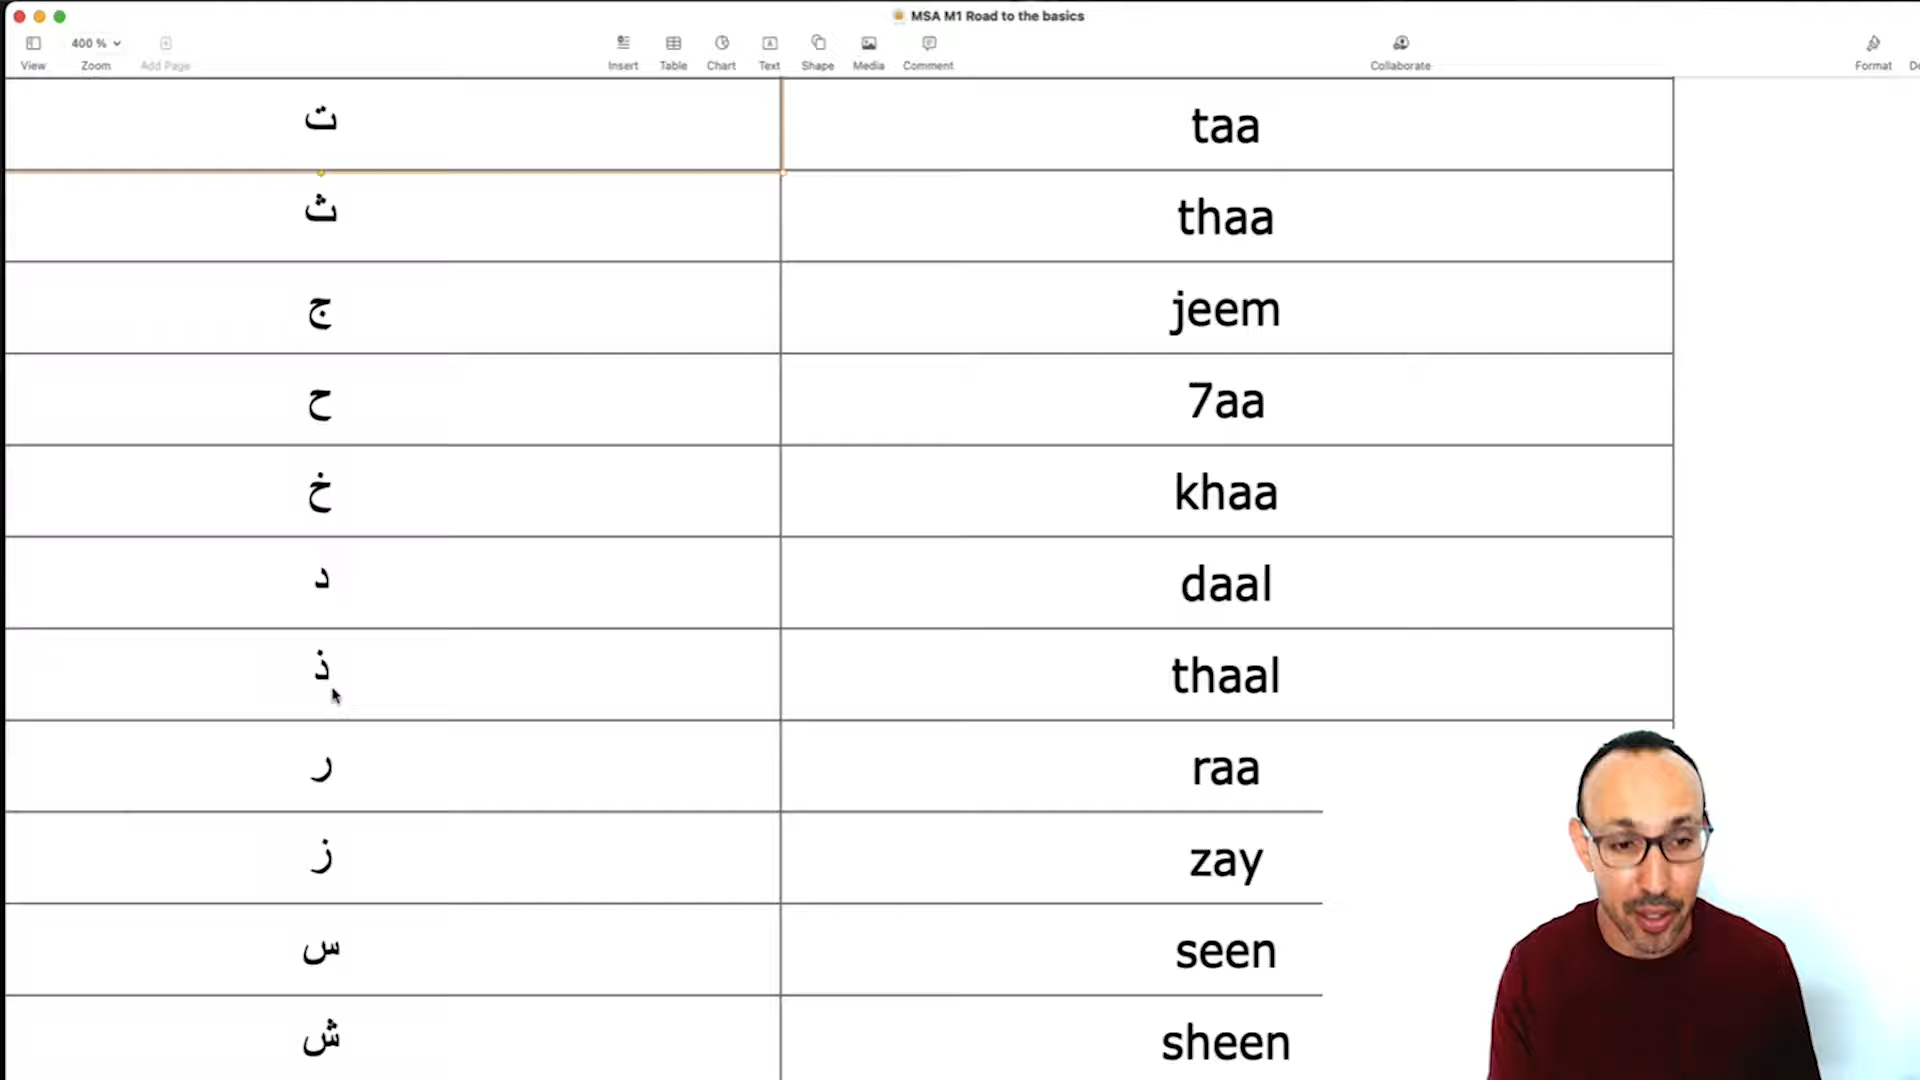 MSA M1 Road to the basics
400 %
View Zoom Add Page Insert Table Chart Text Shape Media Comment Collaborate Format
ت taa
ث thaa
ج jeem
ح 7aa
خ khaa
د daal
ذ thaal
ر raa
ز zay
س seen
ش sheen